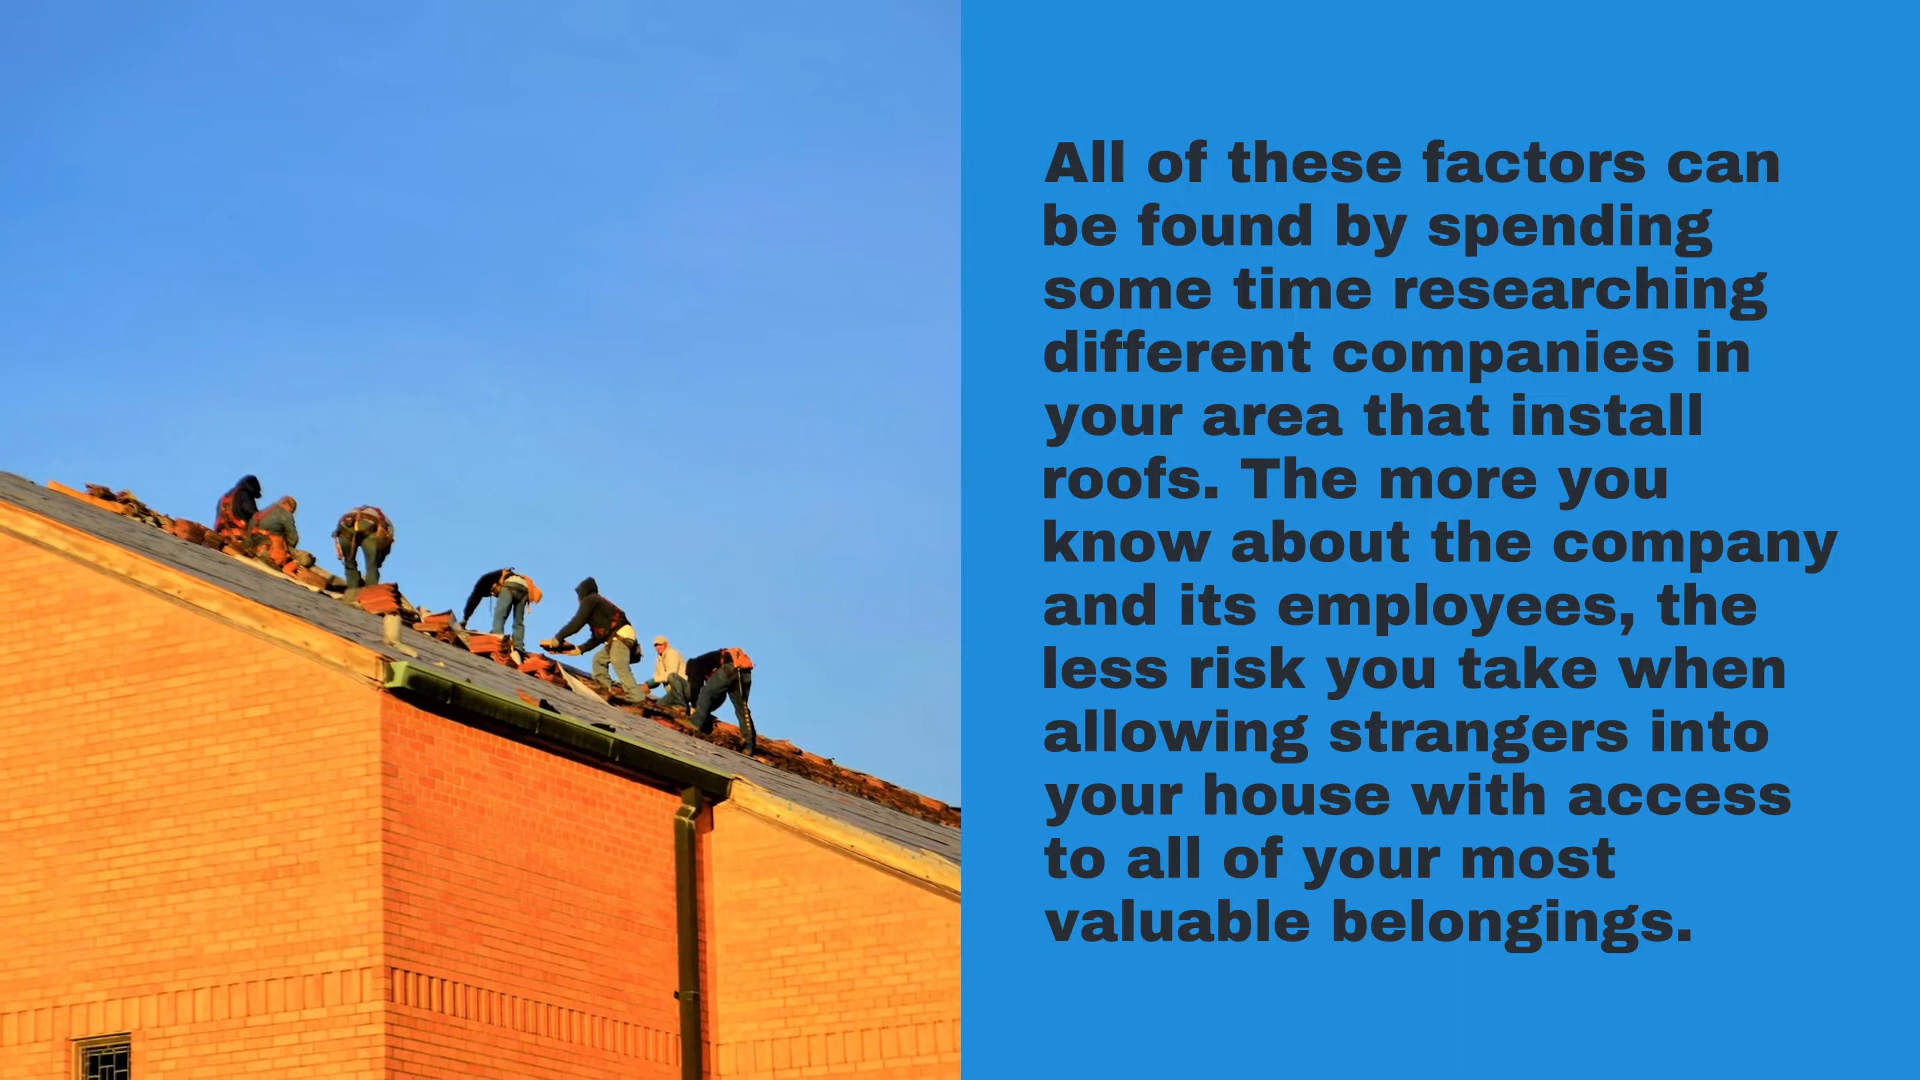 All of these factors can
be found by spending
some time researching
different companies in
your area that install
roofs. The more you
know about the company
and its employees, the
less risk you take when
allowing strangers into
your house with access
to all of your most
valuable belongings.